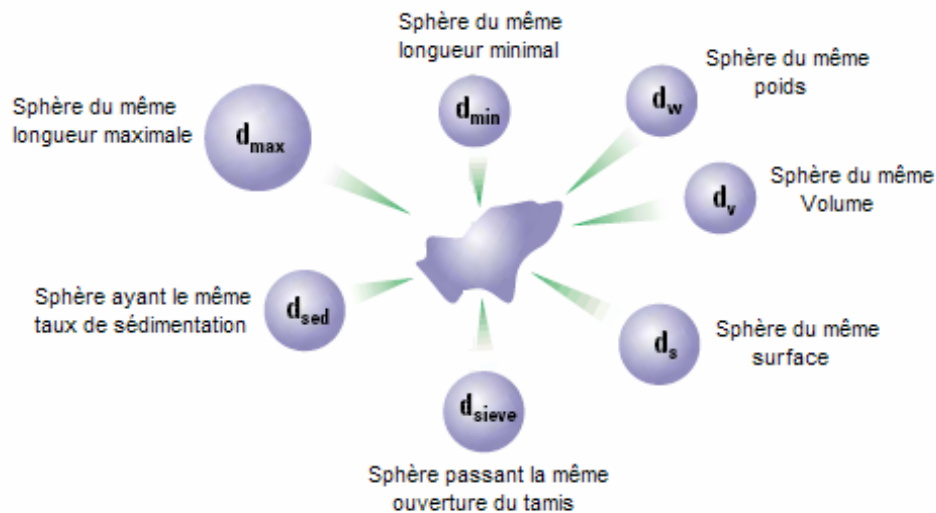 Sphère du même
longueur minimal
d_min
Sphère du même
poids
d_w
Sphère du même
longueur maximale
d_max
Sphère du même
Volume
d_v
Sphère ayant le même
taux de sédimentation
d_sed
Sphère du même
surface
d_s
d_sieve
Sphère passant la même
ouverture du tamis